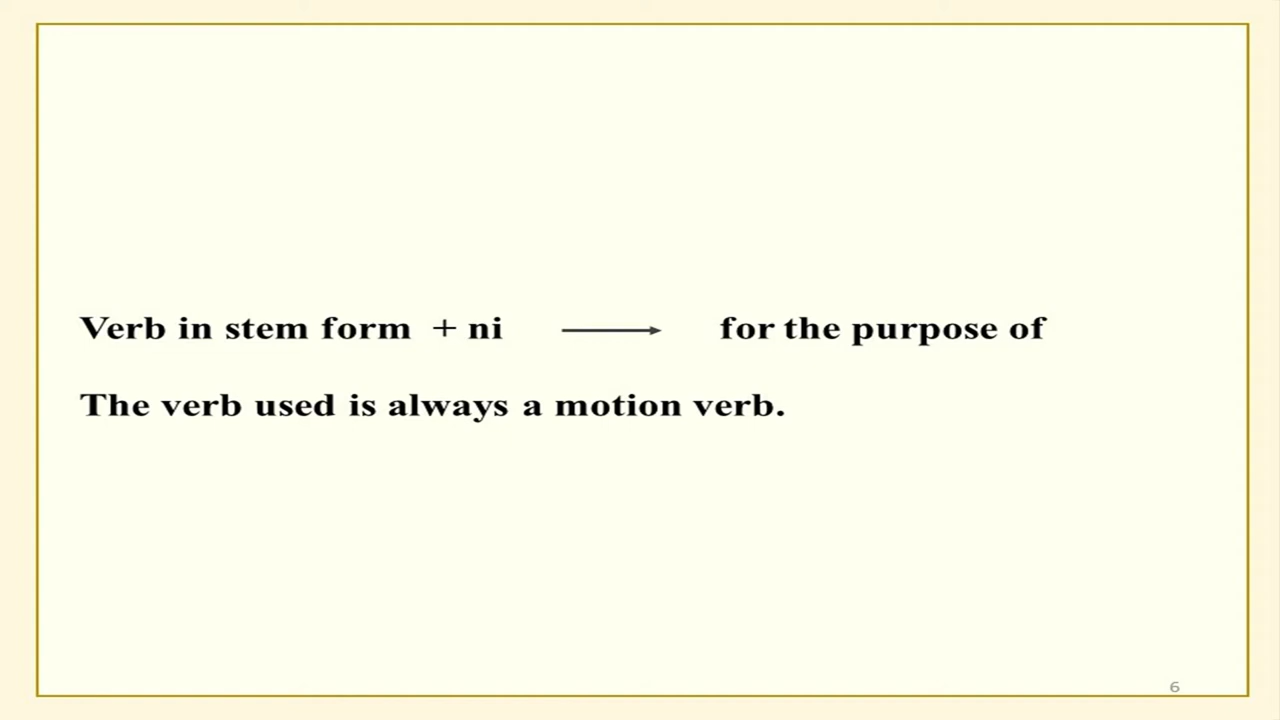 Verb in stem form + ni → for the purpose of
The verb used is always a motion verb.
6